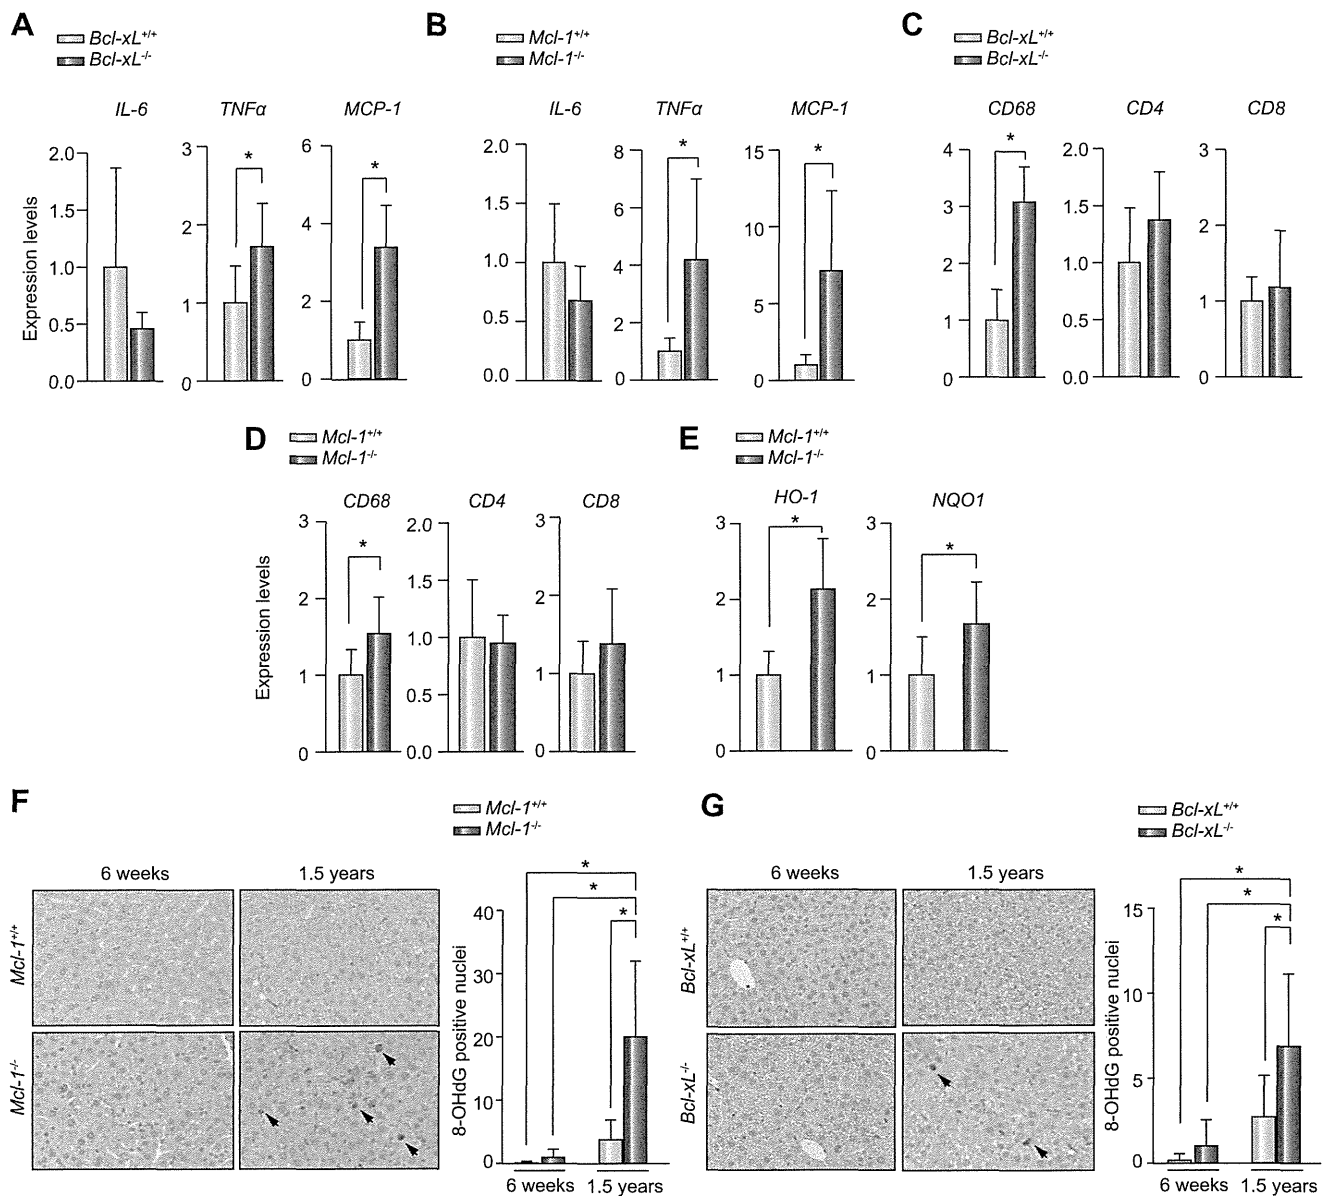 A
Bcl-xL+/+
Bcl-xL-/-
IL-6
TNFα
MCP-1
Expression levels
2.0
1.5
1.0
0.5
0.0
3
2
1
0
*
6
4
2
0
*
B
Mcl-1+/+
Mcl-1-/-
IL-6
TNFα
MCP-1
2.0
1.5
1.0
0.5
0.0
8
6
4
2
0
*
15
10
5
0
*
C
Bcl-xL+/+
Bcl-xL-/-
CD68
CD4
CD8
4
3
2
1
0
*
2.0
1.5
1.0
0.5
0.0
3
2
1
0
D
Mcl-1+/+
Mcl-1-/-
CD68
CD4
CD8
Expression levels
3
2
1
0
*
2.0
1.5
1.0
0.5
0.0
3
2
1
0
E
Mcl-1+/+
Mcl-1-/-
HO-1
NQO1
3
2
1
0
*
3
2
1
0
*
F
6 weeks
1.5 years
Mcl-1+/+
Mcl-1-/-
Mcl-1+/+
Mcl-1-/-
8-OHdG positive nuclei
40
30
20
10
0
*
*
*
6 weeks
1.5 years
G
6 weeks
1.5 years
Bcl-xL+/+
Bcl-xL-/-
Bcl-xL+/+
Bcl-xL-/-
8-OHdG positive nuclei
15
10
5
0
*
*
*
6 weeks
1.5 years